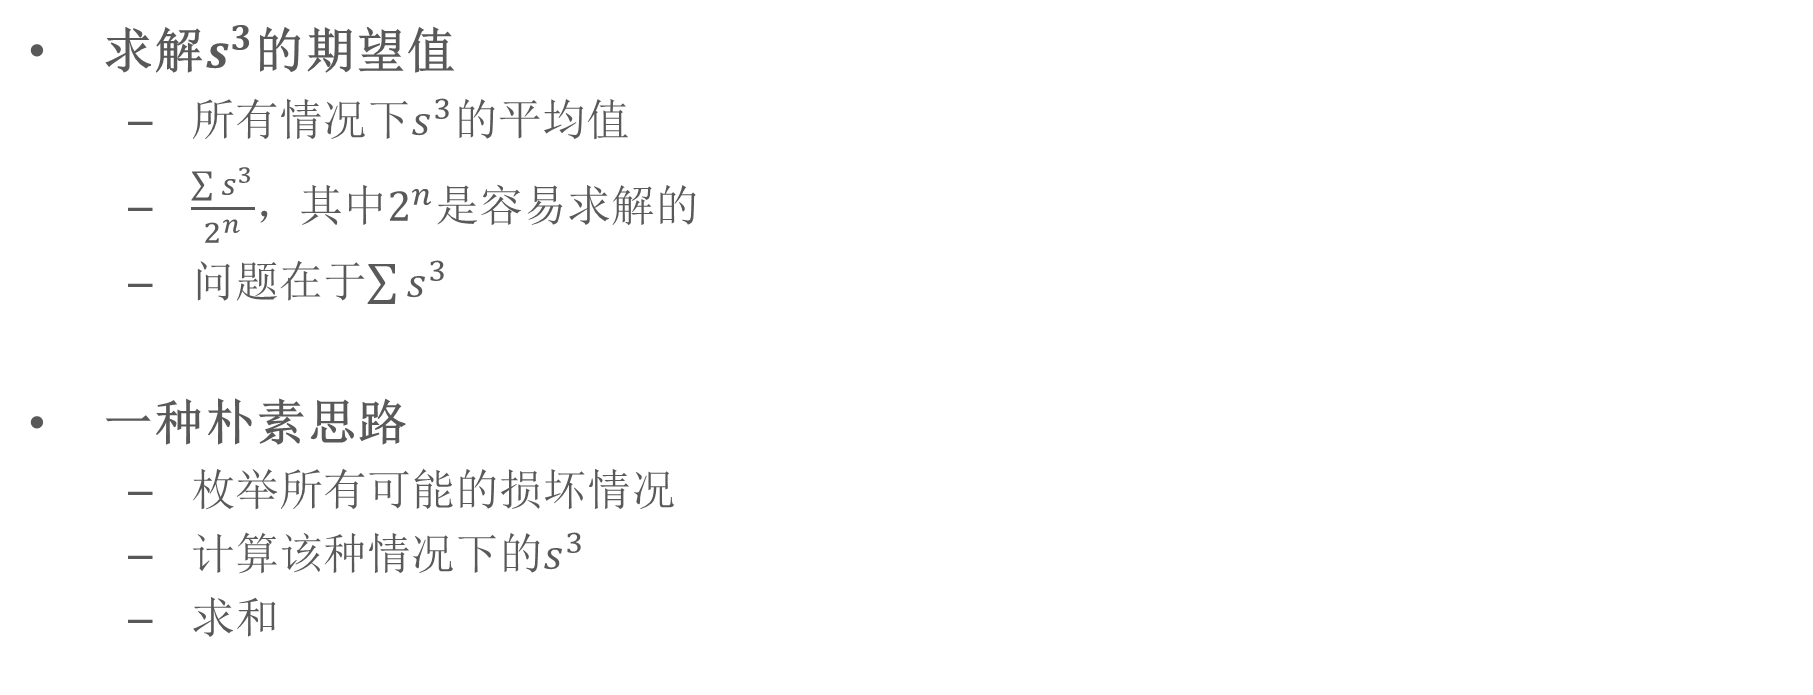 • 求解𝒔³的期望值
– 所有情况下𝑠³的平均值
– ∑ 𝑠³/2ⁿ，其中2ⁿ是容易求解的
– 问题在于∑ 𝑠³
• 一种朴素思路
– 枚举所有可能的损坏情况
– 计算该种情况下的𝑠³
– 求和